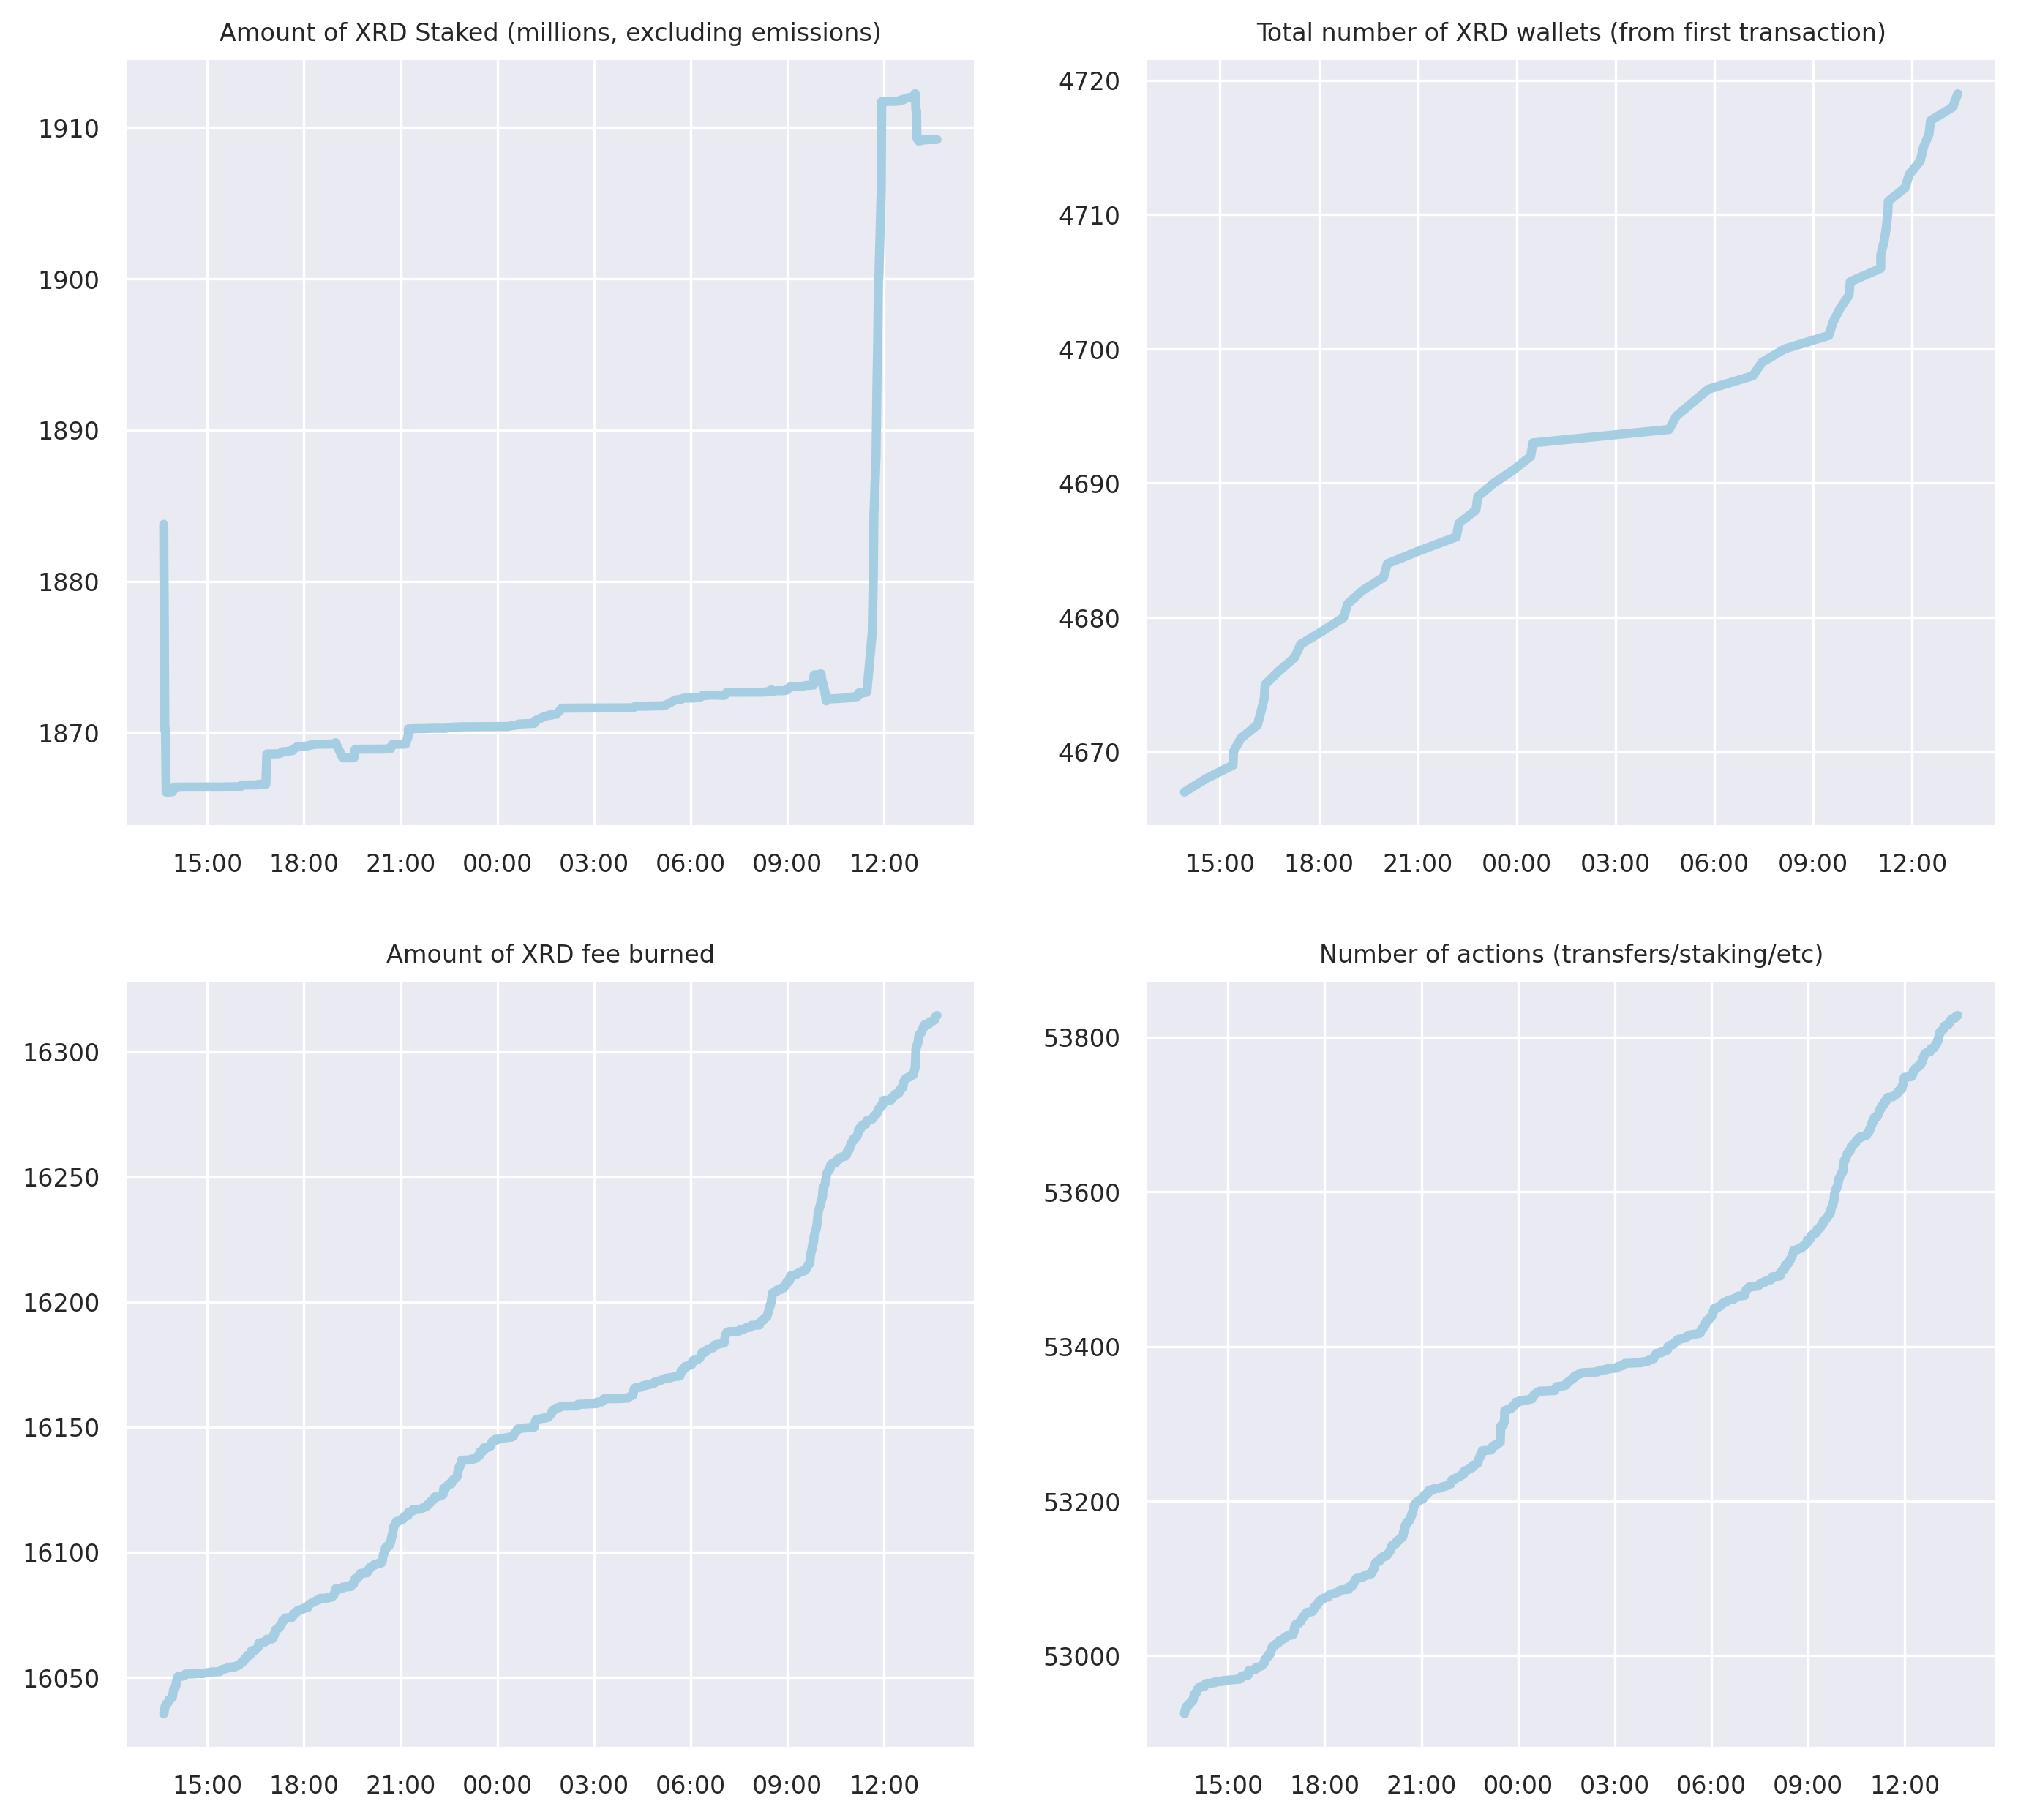 Amount of XRD Staked (millions, excluding emissions)
1910
1900
1890
1880
1870
15:00 18:00 21:00 00:00 03:00 06:00 09:00 12:00
Total number of XRD wallets (from first transaction)
4720
4710
4700
4690
4680
4670
15:00 18:00 21:00 00:00 03:00 06:00 09:00 12:00
Amount of XRD fee burned
16300
16250
16200
16150
16100
16050
15:00 18:00 21:00 00:00 03:00 06:00 09:00 12:00
Number of actions (transfers/staking/etc)
53800
53600
53400
53200
53000
15:00 18:00 21:00 00:00 03:00 06:00 09:00 12:00